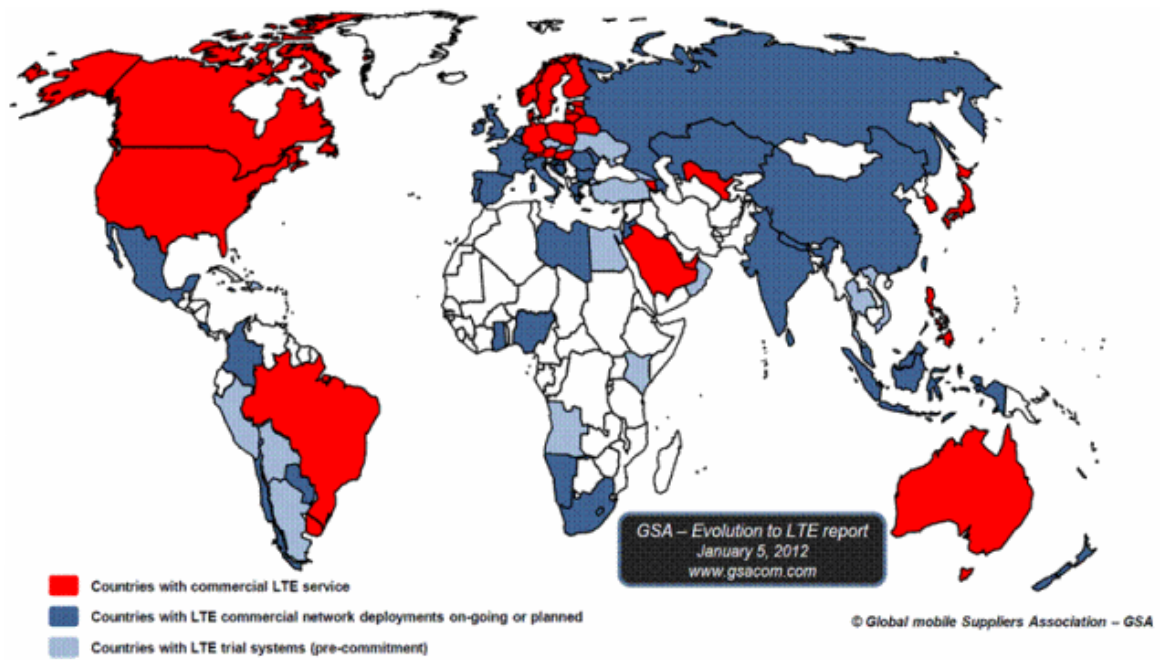 GSA – Evolution to LTE report
January 5, 2012
www.gsacom.com
Countries with commercial LTE service
Countries with LTE commercial network deployments on-going or planned
Countries with LTE trial systems (pre-commitment)
© Global mobile Suppliers Association – GSA